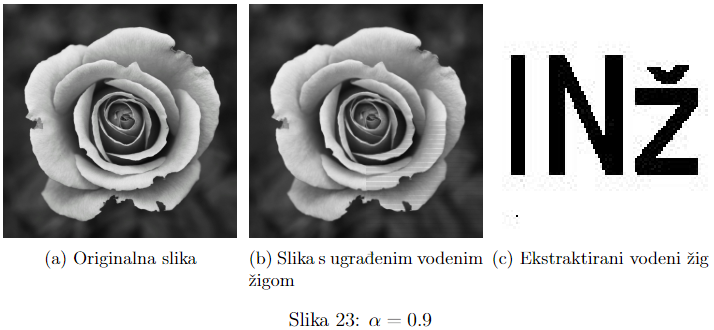 INž
(a) Originalna slika
(b) Slika s ugrađenim vodenim
žigom
(c) Ekstraktirani vodeni žig
Slika 23: α = 0.9